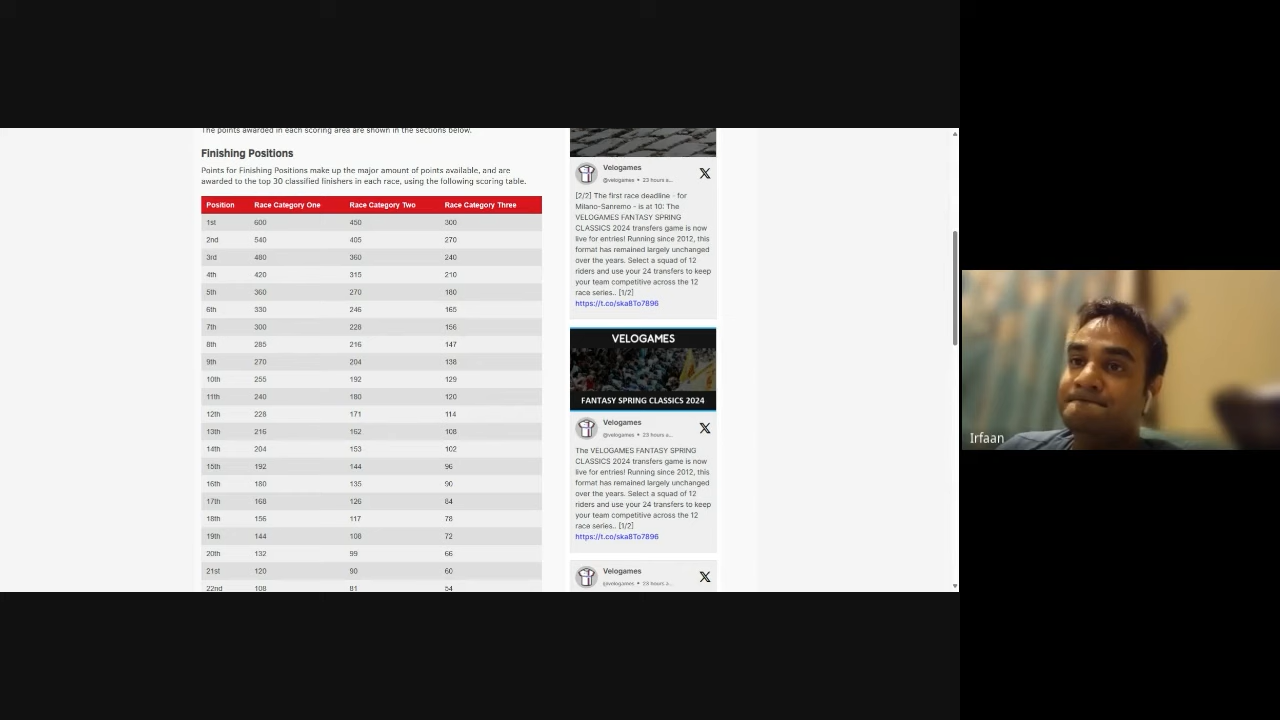 The points awarded in each scoring area are shown in the sections below.
Finishing Positions
Points for Finishing Positions make up the major amount of points available, and are
awarded to the top 30 classified finishers in each race, using the following scoring table.
Position Race Category One Race Category Two Race Category Three
1st 600 450 300
2nd 540 405 270
3rd 480 360 240
4th 420 315 210
5th 360 270 180
6th 330 246 165
7th 300 228 156
8th 285 216 147
9th 270 204 138
10th 255 192 129
11th 240 180 120
12th 228 171 114
13th 216 162 108
14th 204 153 102
15th 192 144 96
16th 180 135 90
17th 168 126 84
18th 156 117 78
19th 144 108 72
20th 132 99 66
21st 120 90 60
22nd 108 81 54
Velogames
@velogames • 23 hours a...
[2/2] The first race deadline - for
Milano-Sanremo - is at 10: The
VELOGAMES FANTASY SPRING
CLASSICS 2024 transfers game is now
live for entries! Running since 2012, this
format has remained largely unchanged
over the years. Select a squad of 12
riders and use your 24 transfers to keep
your team competitive across the 12
race series.. [1/2]
https://t.co/ska8To7896
VELOGAMES
FANTASY SPRING CLASSICS 2024
Velogames
@velogames • 23 hours a...
The VELOGAMES FANTASY SPRING
CLASSICS 2024 transfers game is now
live for entries! Running since 2012, this
format has remained largely unchanged
over the years. Select a squad of 12
riders and use your 24 transfers to keep
your team competitive across the 12
race series.. [1/2]
https://t.co/ska8To7896
Velogames
@velogames • 23 hours a...
Irfaan